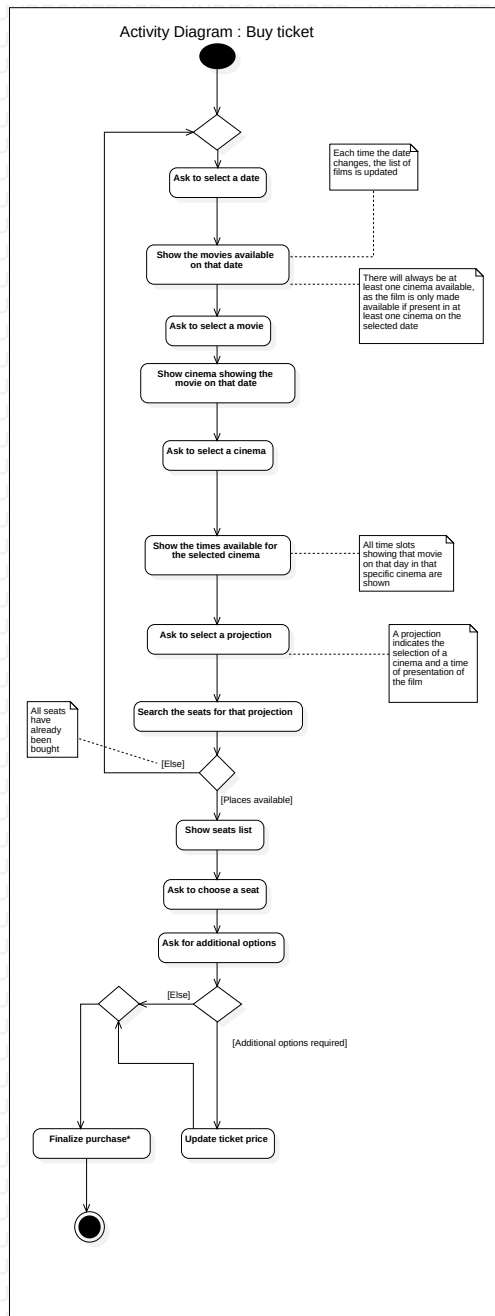 Activity Diagram : Buy ticket
Ask to select a date
Each time the date
changes, the list of
films is updated
Show the movies available
on that date
There will always be at
least one cinema available,
as the film is only made
available if present in at
least one cinema on the
selected date
Ask to select a movie
Show cinema showing the
movie on that date
Ask to select a cinema
Show the times available for
the selected cinema
All time slots
showing that movie
on that day in that
specific cinema are
shown
Ask to select a projection
A projection
indicates the
selection of a
cinema and a time
of presentation of
the film
Search the seats for that projection
All seats
have
already
been
bought
[Else]
[Places available]
Show seats list
Ask to choose a seat
Ask for additional options
[Else]
[Additional options required]
Finalize purchase*
Update ticket price